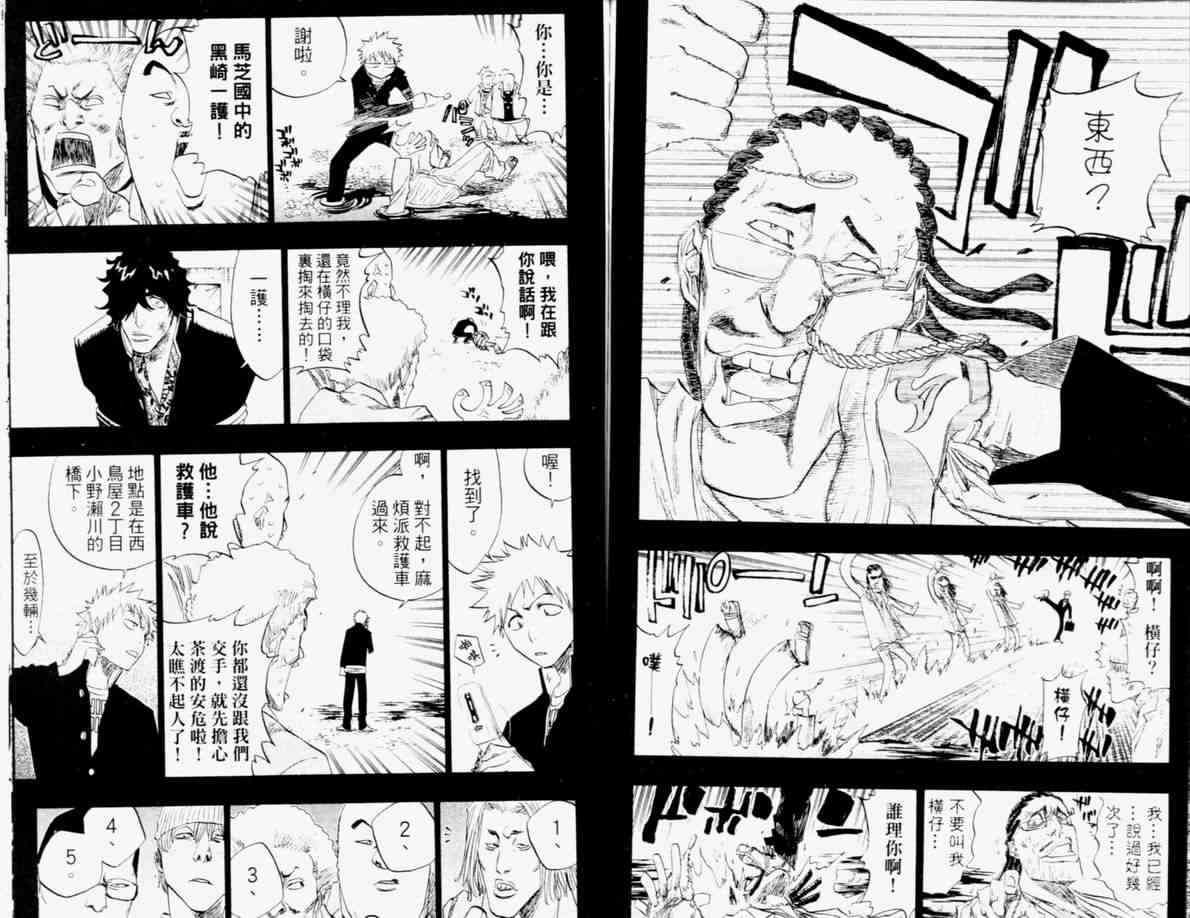 東西?
啊啊!橫仔?
橫仔!
噗
!
我…我已經
…說過好幾
次了…
不要叫我
橫仔…
誰理你啊!
你…你是…
謝啦。
馬芝國中的
黑崎一護!
喂,我在跟
你說話啊!
竟然不理我,
還在橫仔的口袋
裏掏來掏去的!
一護……
喔!
找到了。
啊,對不起,麻
煩派救護車
過來。
他…他說
救護車?
你都還沒跟我們
交手,就先擔心
茶渡的安危啦!
太瞧不起人了!
地點是在西
鳥屋2丁目
小野瀨川的
橋下。
至於幾輛…
1、
2、
3、
4、
5。